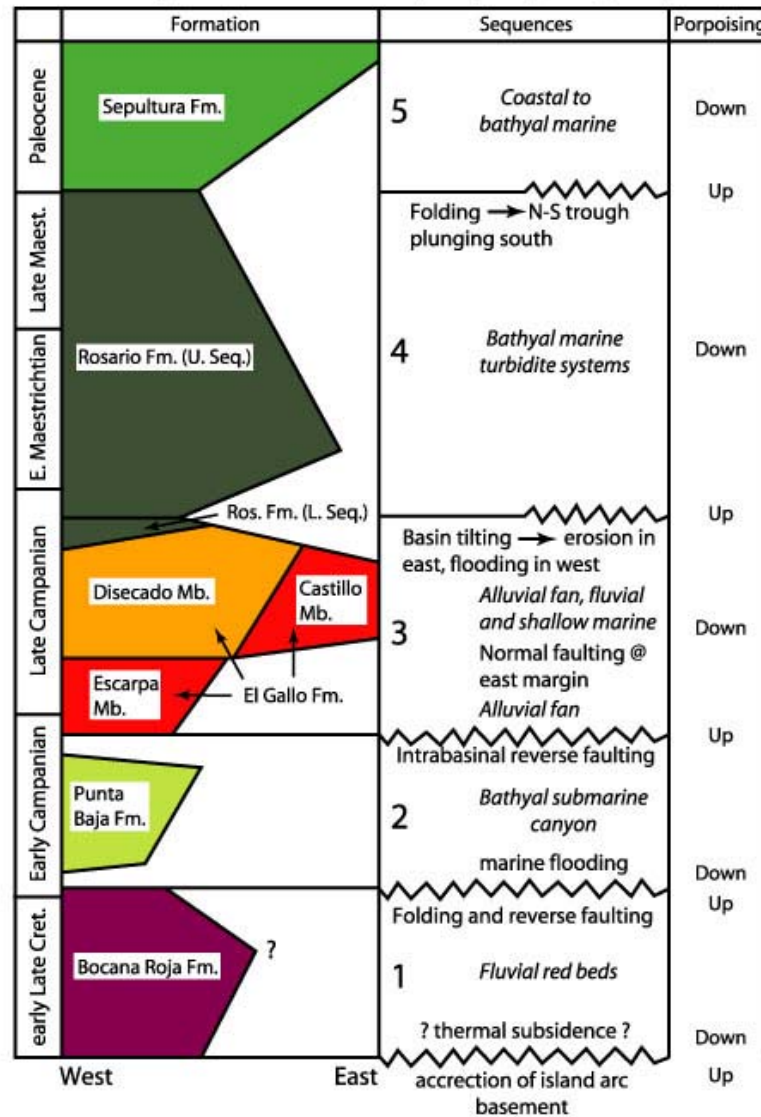 Formation
Sequences
Porpoising
Paleocene
Sepultura Fm.
5
Coastal to
bathyal marine
Down
Up
Late Maest.
Folding → N-S trough
plunging south
E. Maestrichtian
Rosario Fm. (U. Seq.)
4
Bathyal marine
turbidite systems
Down
Up
Late Campanian
Ros. Fm. (L. Seq.)
Basin tilting → erosion in
east, flooding in west
Disecado Mb.
Castillo
Mb.
3
Alluvial fan, fluvial
and shallow marine
Down
Normal faulting @
east margin
Escarpa
Mb.
El Gallo Fm.
Alluvial fan
Up
Early Campanian
Intrabasinal reverse faulting
Punta
Baja Fm.
2
Bathyal submarine
canyon
marine flooding
Down
Up
early Late Cret.
Folding and reverse faulting
Bocana Roja Fm.
?
1
Fluvial red beds
? thermal subsidence ?
Down
West
East
accrection of island arc
basement
Up